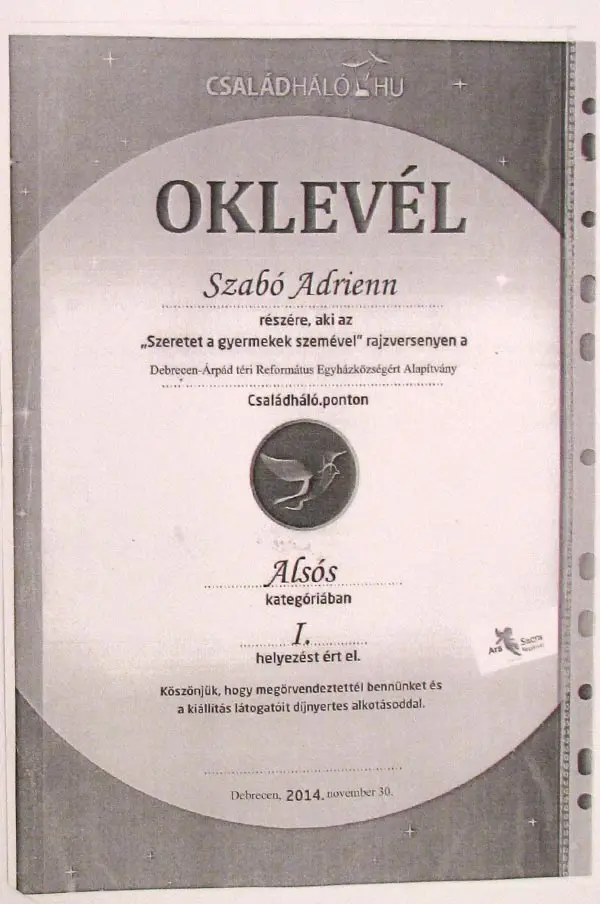 CSALÁDHÁLÓ.HU
OKLEVÉL
Szabó Adrienn
részére, aki az
„Szeretet a gyermekek szemével” rajzversenyen a
Debrecen-Árpád téri Református Egyházközségért Alapítvány
Családháló.ponton
Alsós
kategóriában
I.
helyezést ért el.
Ars Sacra
Köszönjük, hogy megörvendeztettél bennünket és
a kiállítás látogatóit díjnyertes alkotásoddal.
Debrecen, 2014. november 30.